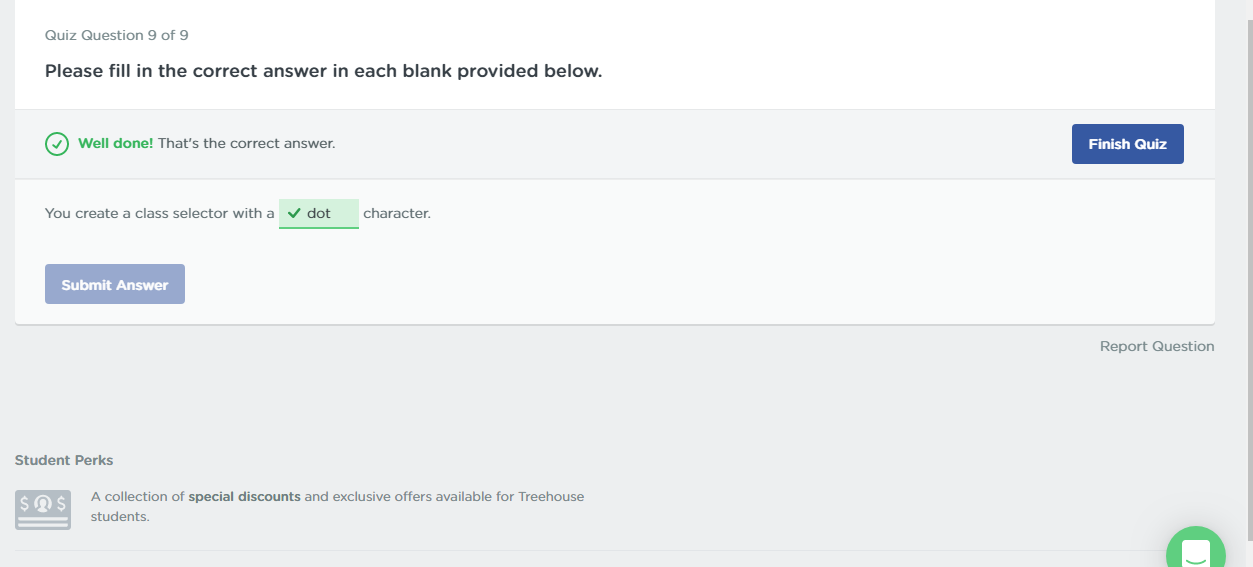 Quiz Question 9 of 9
Please fill in the correct answer in each blank provided below.
Well done! That's the correct answer.
Finish Quiz
You create a class selector with a dot character.
Submit Answer
Report Question
Student Perks
$ $
A collection of special discounts and exclusive offers available for Treehouse
students.